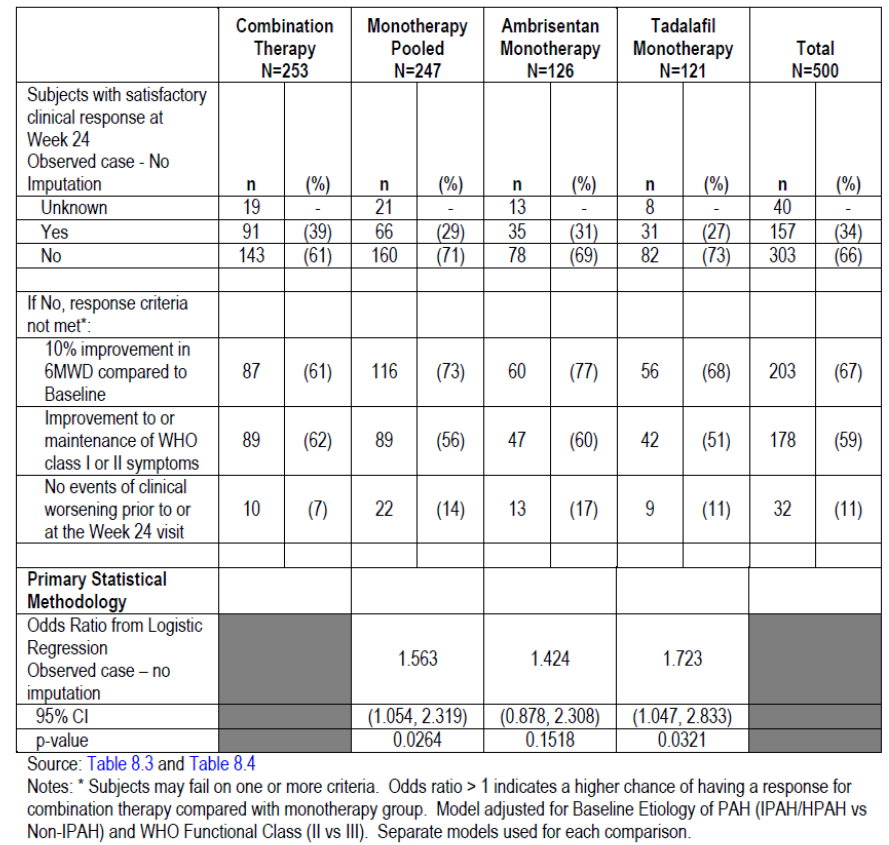 Combination Therapy N=253 Monotherapy Pooled N=247 Ambrisentan Monotherapy N=126 Tadalafil Monotherapy N=121 Total N=500
Subjects with satisfactory
clinical response at
Week 24
Observed case - No
Imputation n (%) n (%) n (%) n (%) n (%)
Unknown 19 - 21 - 13 - 8 - 40 -
Yes 91 (39) 66 (29) 35 (31) 31 (27) 157 (34)
No 143 (61) 160 (71) 78 (69) 82 (73) 303 (66)
If No, response criteria
not met*:
10% improvement in
6MWD compared to 87 (61) 116 (73) 60 (77) 56 (68) 203 (67)
Baseline
Improvement to or
maintenance of WHO 89 (62) 89 (56) 47 (60) 42 (51) 178 (59)
class I or II symptoms
No events of clinical
worsening prior to or 10 (7) 22 (14) 13 (17) 9 (11) 32 (11)
at the Week 24 visit
Primary Statistical
Methodology
Odds Ratio from Logistic
Regression 1.563 1.424 1.723
Observed case – no
imputation
95% CI (1.054, 2.319) (0.878, 2.308) (1.047, 2.833)
p-value 0.0264 0.1518 0.0321
Source: Table 8.3 and Table 8.4
Notes: * Subjects may fail on one or more criteria. Odds ratio > 1 indicates a higher chance of having a response for
combination therapy compared with monotherapy group. Model adjusted for Baseline Etiology of PAH (IPAH/HPAH vs
Non-IPAH) and WHO Functional Class (II vs III). Separate models used for each comparison.